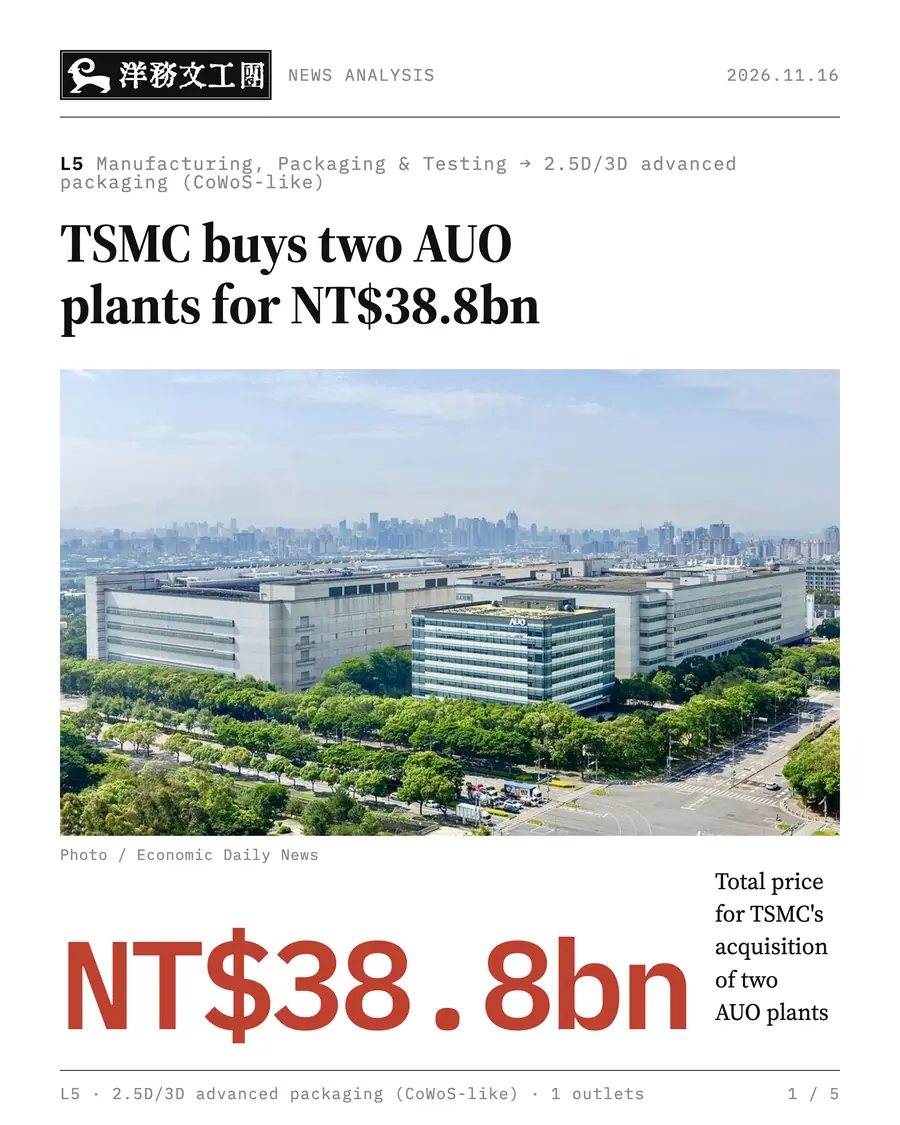 洋務文工團
NEWS ANALYSIS
2026.11.16
L5 Manufacturing, Packaging & Testing → 2.5D/3D advanced
packaging (CoWoS-like)
TSMC buys two AUO
plants for NT$38.8bn
AUO
Photo / Economic Daily News
NT$38.8bn
Total price
for TSMC's
acquisition
of two
AUO plants
L5 · 2.5D/3D advanced packaging (CoWoS-like) · 1 outlets
1 / 5